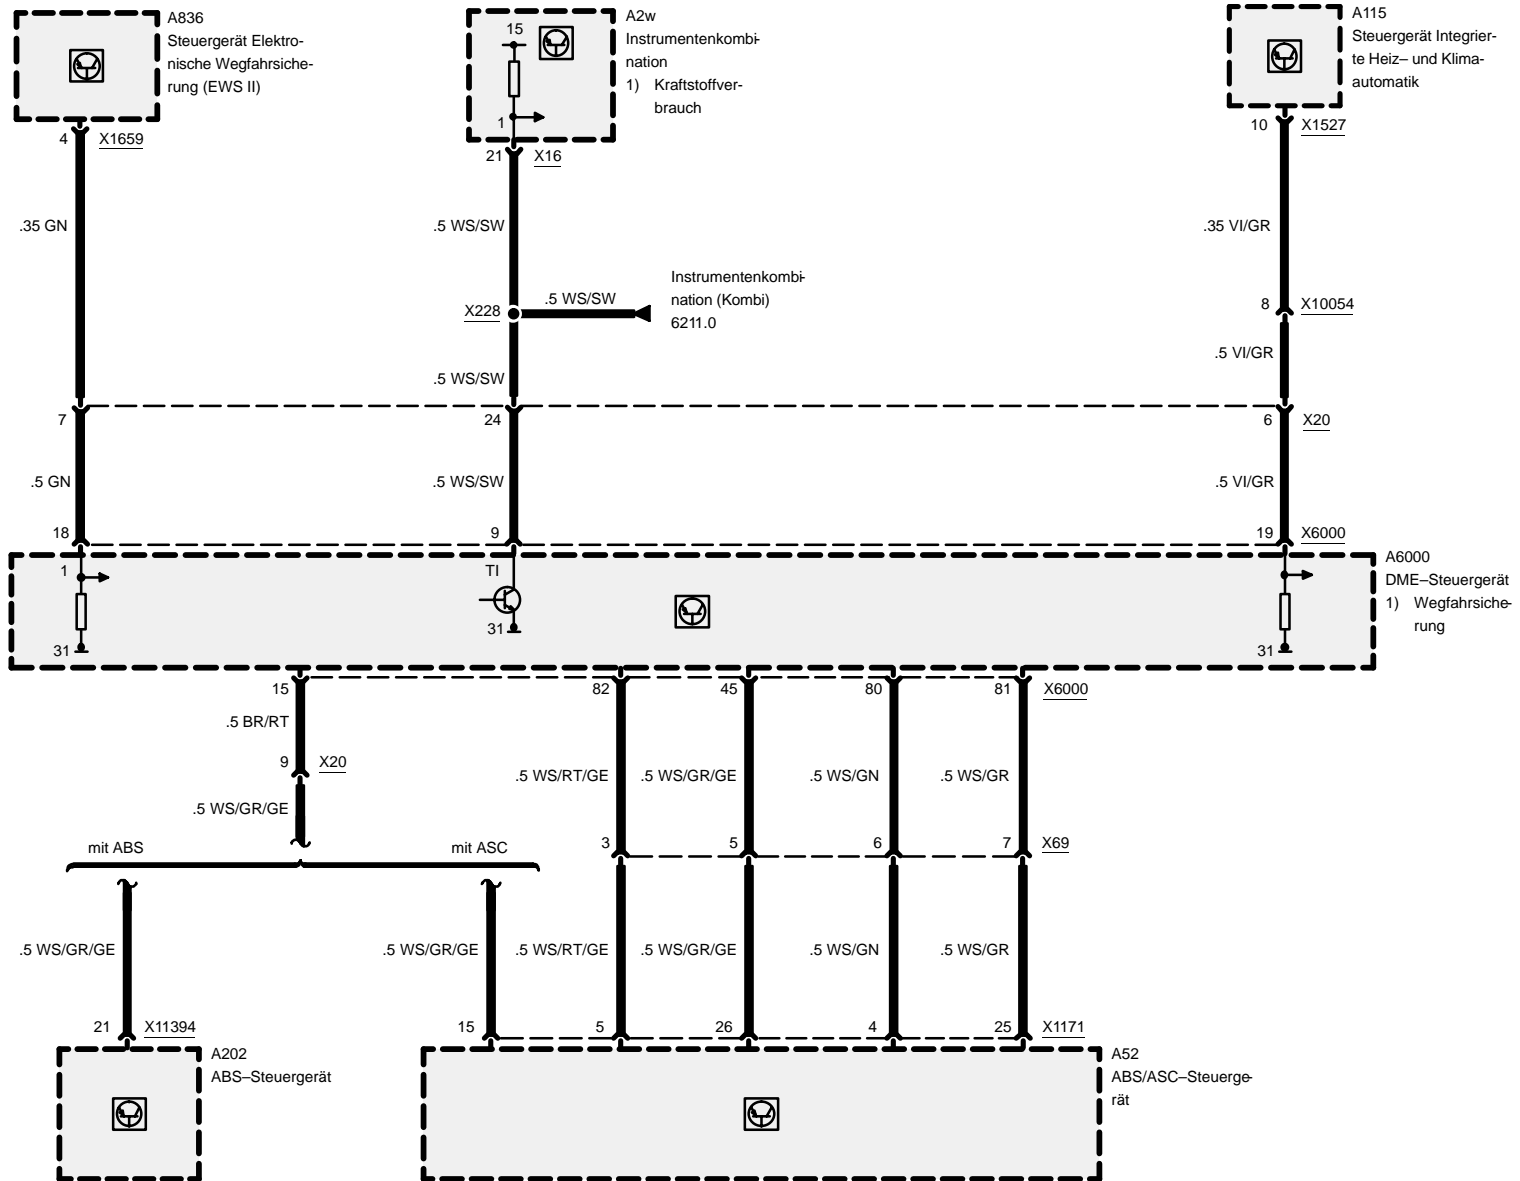 A836
Steuergerät Elektro-
nische Wegfahrsiche-
rung (EWS II)
15
1
A2w
Instrumentenkombi-
nation
1) Kraftstoffver-
brauch
A115
Steuergerät Integrier-
te Heiz– und Klima-
automatik
4 X1659
21 X16
10 X1527
.35 GN
.5 WS/SW
.35 VI/GR
Instrumentenkombi-
nation (Kombi)
6211.0
X228
.5 WS/SW
8 X10054
.5 WS/SW
.5 VI/GR
7
24
6 X20
.5 GN
.5 WS/SW
.5 VI/GR
18
9
19 X6000
1
TI
31
31
31
A6000
DME–Steuergerät
1) Wegfahrsiche-
rung
15
82
45
80
81 X6000
.5 BR/RT
9 X20
.5 WS/RT/GE
.5 WS/GR/GE
.5 WS/GN
.5 WS/GR
.5 WS/GR/GE
mit ABS
mit ASC
3
5
6
7 X69
.5 WS/GR/GE
.5 WS/GR/GE
.5 WS/RT/GE
.5 WS/GR/GE
.5 WS/GN
.5 WS/GR
21 X11394
15
5
26
4
25 X1171
A202
ABS–Steuergerät
A52
ABS/ASC–Steuerge-
rät